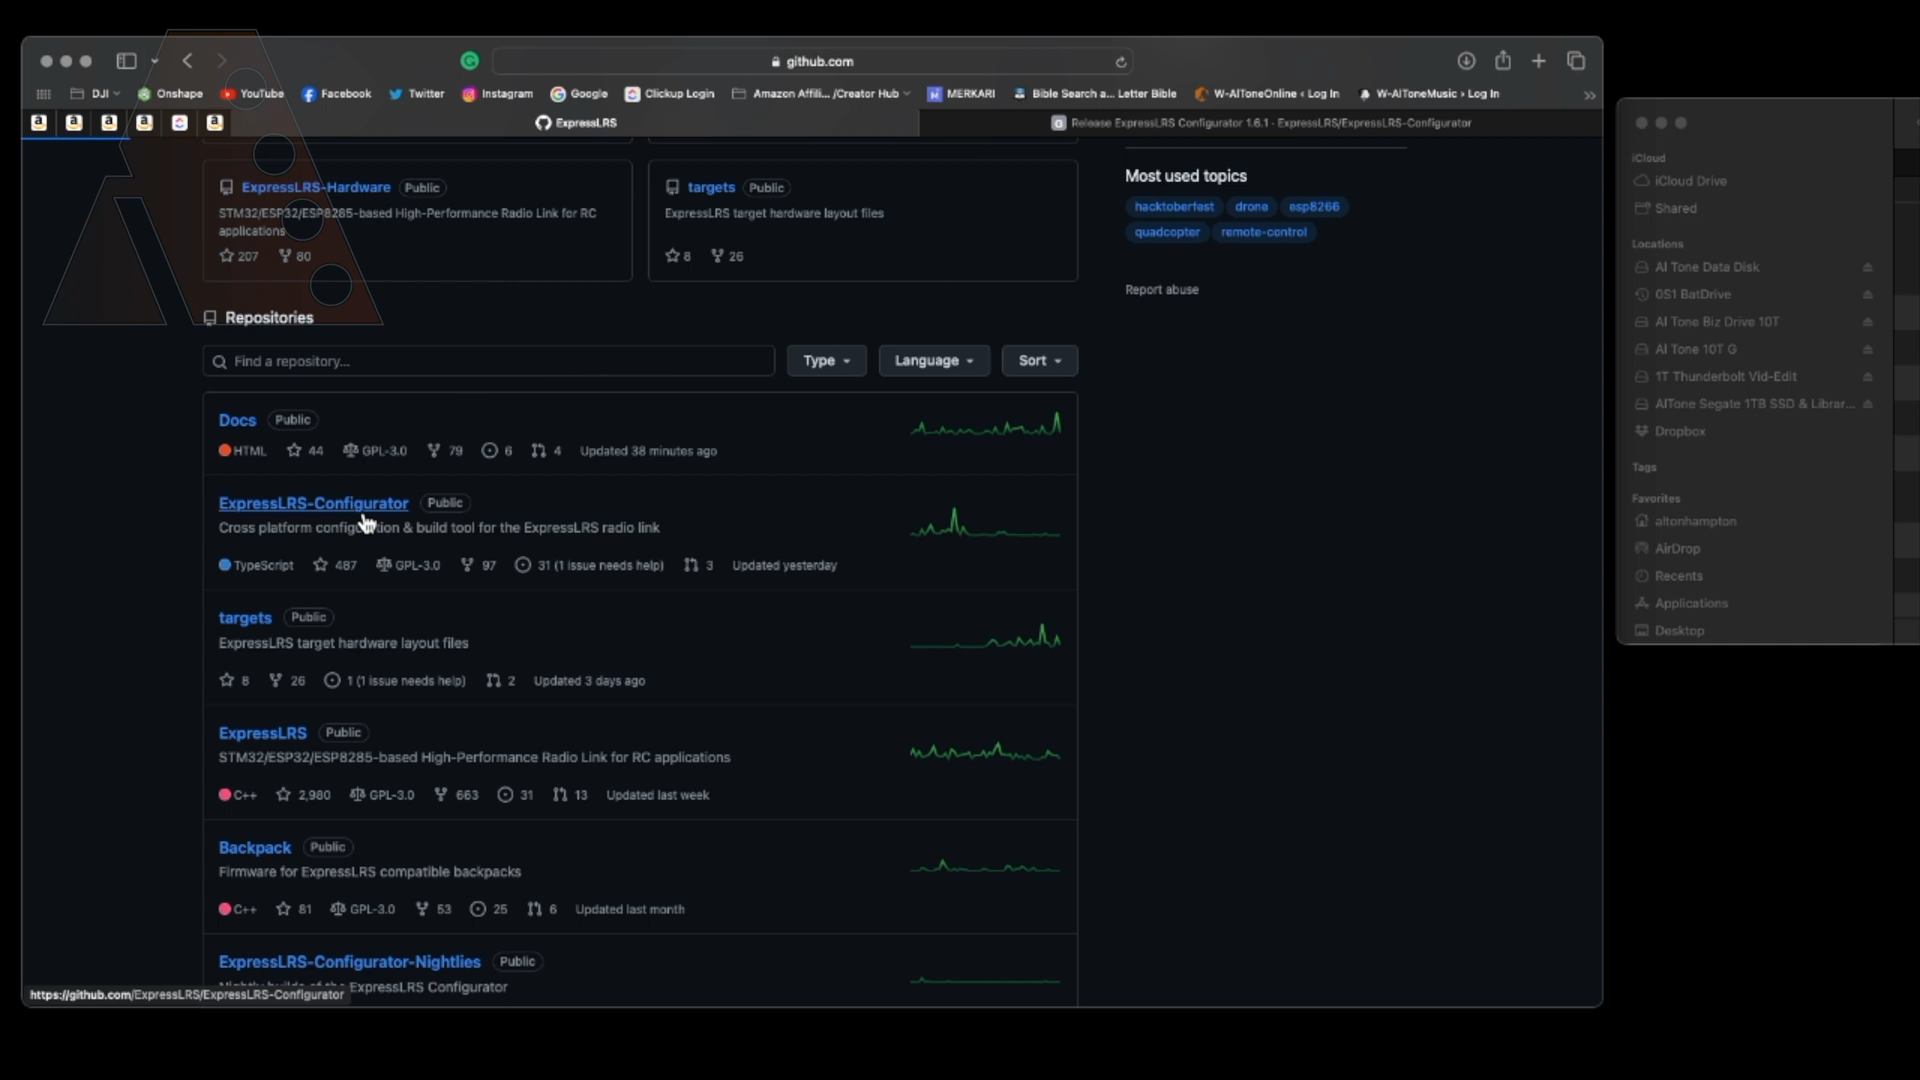 github.com
DJI
Onshape
YouTube
Facebook
Twitter
Instagram
Google
Clickup Login
Amazon Affili... /Creator Hub
MERKARI
Bible Search a... Letter Bible
W-AlToneOnline ‹ Log In
W-AlToneMusic › Log In
ExpressLRS
Release ExpressLRS Configurator 1.6.1 · ExpressLRS/ExpressLRS-Configurator
ExpressLRS-Hardware Public
STM32/ESP32/ESP8285-based High-Performance Radio Link for RC
applications
207 80
targets Public
ExpressLRS target hardware layout files
8 26
Most used topics
hacktoberfest drone esp8266
quadcopter remote-control
Report abuse
Repositories
Find a repository...
Type
Language
Sort
Docs Public
HTML 44 GPL-3.0 79 6 4 Updated 38 minutes ago
ExpressLRS-Configurator Public
Cross platform & build tool for the ExpressLRS radio link
TypeScript 487 GPL-3.0 97 31 (1 issue needs help) 3 Updated yesterday
targets Public
ExpressLRS target hardware layout files
8 26 1 (1 issue needs help) 2 Updated 3 days ago
ExpressLRS Public
STM32/ESP32/ESP8285-based High-Performance Radio Link for RC applications
C++ 2,980 GPL-3.0 663 31 13 Updated last week
Backpack Public
Firmware for ExpressLRS compatible backpacks
C++ 81 GPL-3.0 53 25 6 Updated last month
ExpressLRS-Configurator-Nightlies Public
Nightly builds of the ExpressLRS Configurator
https://github.com/ExpressLRS/ExpressLRS-Configurator
iCloud
iCloud Drive
Shared
Locations
Al Tone Data Disk
0S1 BatDrive
Al Tone Biz Drive 10T
Al Tone 10T G
1T Thunderbolt Vid-Edit
AlTone Segate 1TB SSD & Librar...
Dropbox
Tags
Favorites
altonhampton
AirDrop
Recents
Applications
Desktop